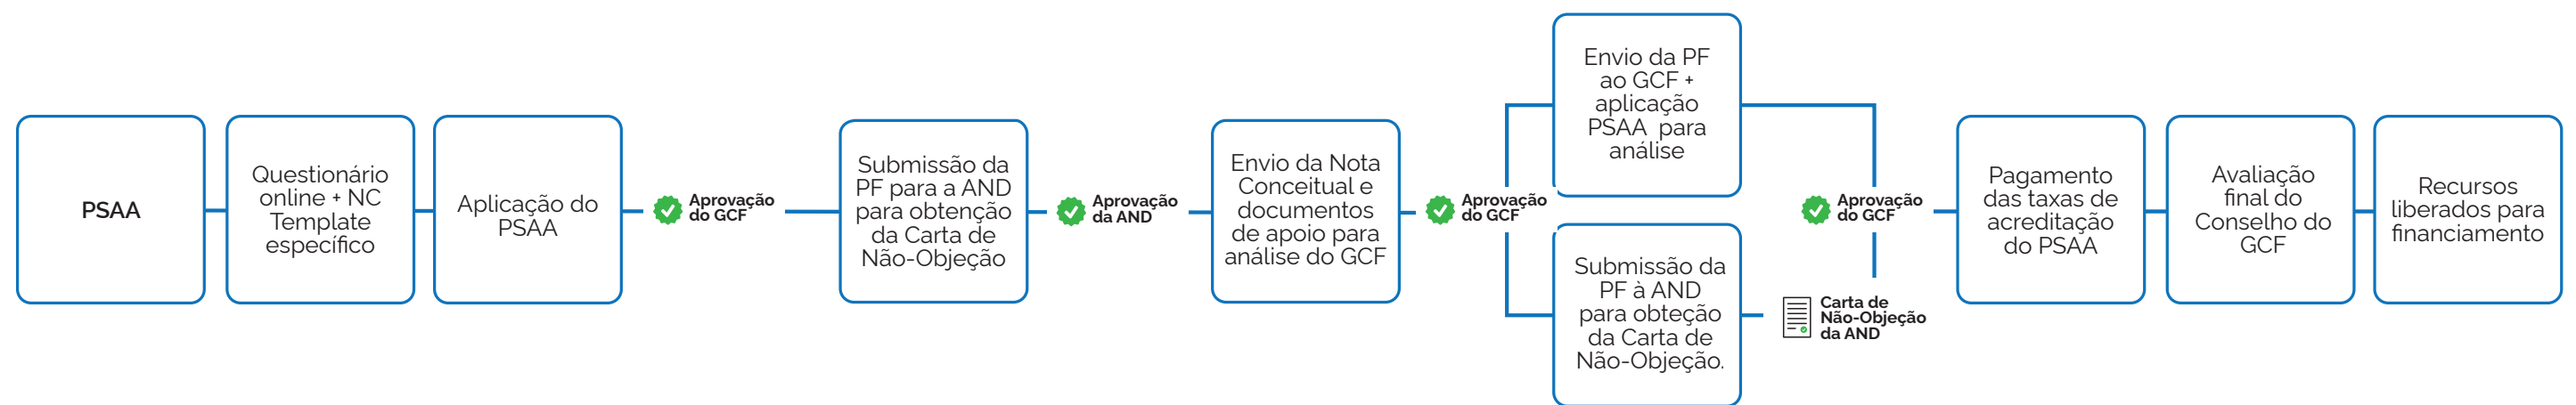 PSAA
Questionário
online + NC
Template
específico
Aplicação do
PSAA
Aprovação
do GCF
Submissão da
PF para a AND
para obtenção
da Carta de
Não-Objeção
Aprovação
da AND
Envio da Nota
Conceitual e
documentos
de apoio para
análise do GCF
Aprovação
do GCF
Envio da PF
ao GCF +
aplicação
PSAA para
análise
Submissão da
PF à AND
para obteção
da Carta de
Não-Objeção.
Aprovação
do GCF
Carta de
Não-Objeção
da AND
Pagamento
das taxas de
acreditação
do PSAA
Avaliação
final do
Conselho do
GCF
Recursos
liberados para
financiamento